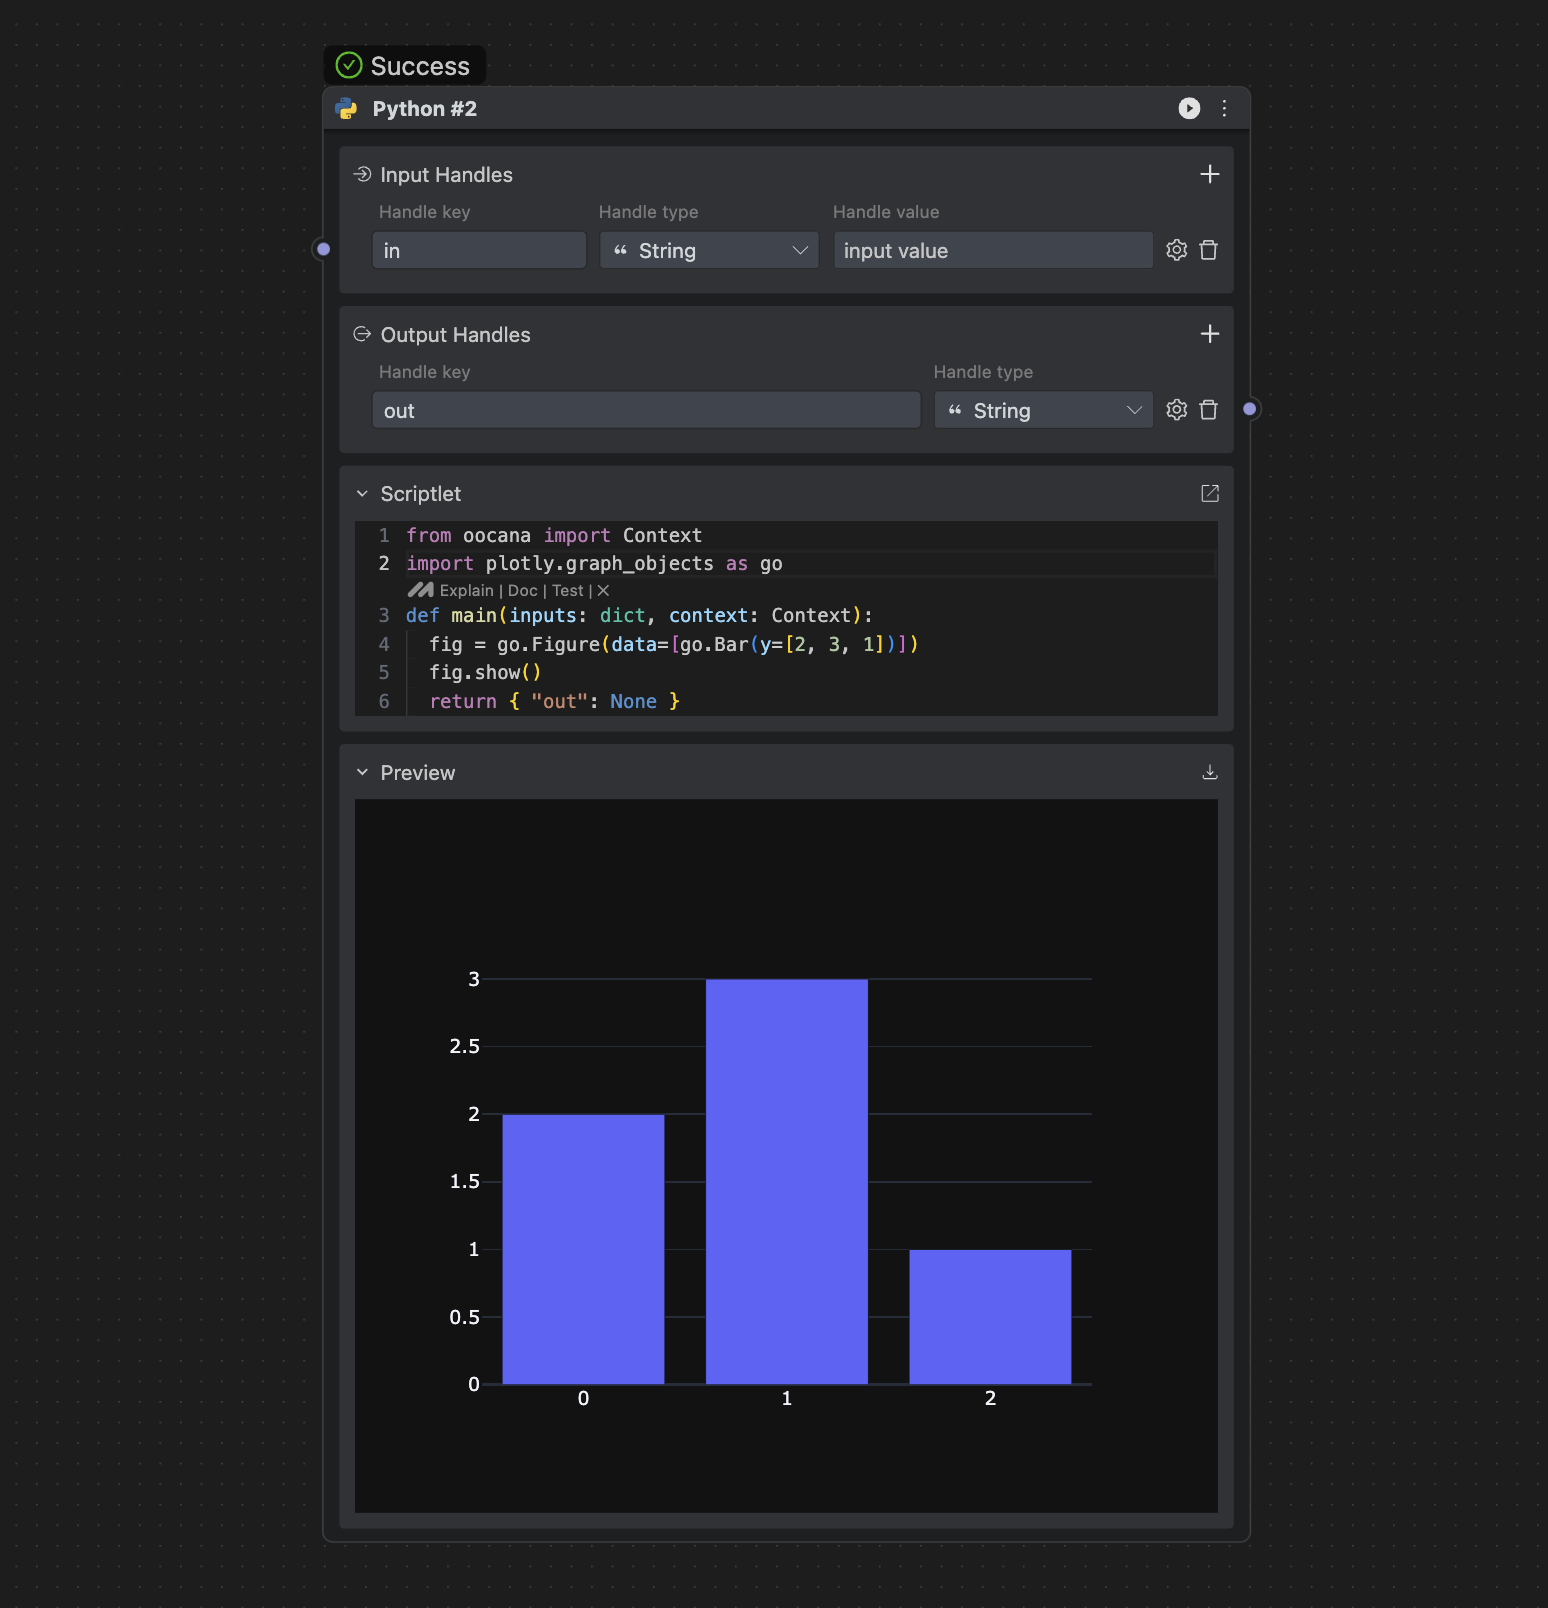 Success
Python #2
Input Handles
Handle key Handle type Handle value
in “ String input value
Output Handles
Handle key Handle type
out “ String
Scriptlet
1 from oocana import Context
2 import plotly.graph_objects as go
Explain | Doc | Test | X
3 def main(inputs: dict, context: Context):
4 fig = go.Figure(data=[go.Bar(y=[2, 3, 1])])
5 fig.show()
6 return { "out": None }
Preview
3
2.5
2
1.5
1
0.5
0
0 1 2